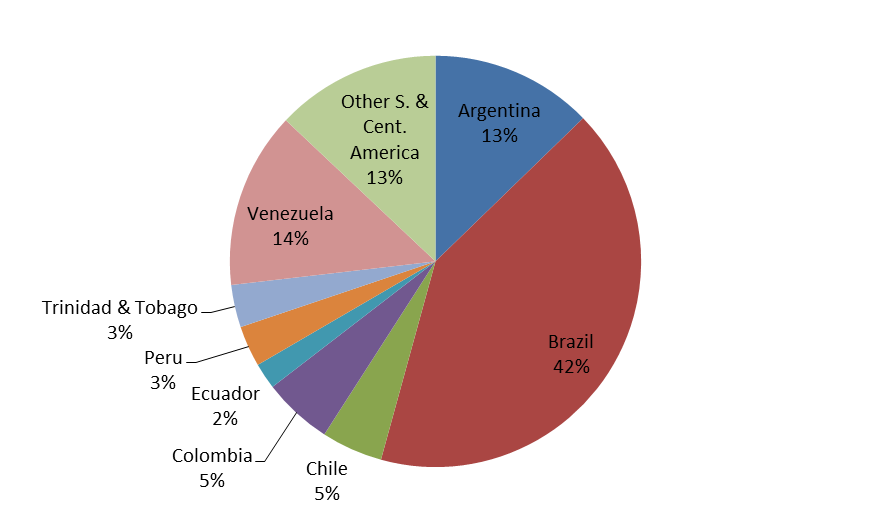 Argentina
13%
Brazil
42%
Chile
5%
Colombia
5%
Ecuador
2%
Peru
3%
Trinidad & Tobago
3%
Venezuela
14%
Other S. &
Cent.
America
13%